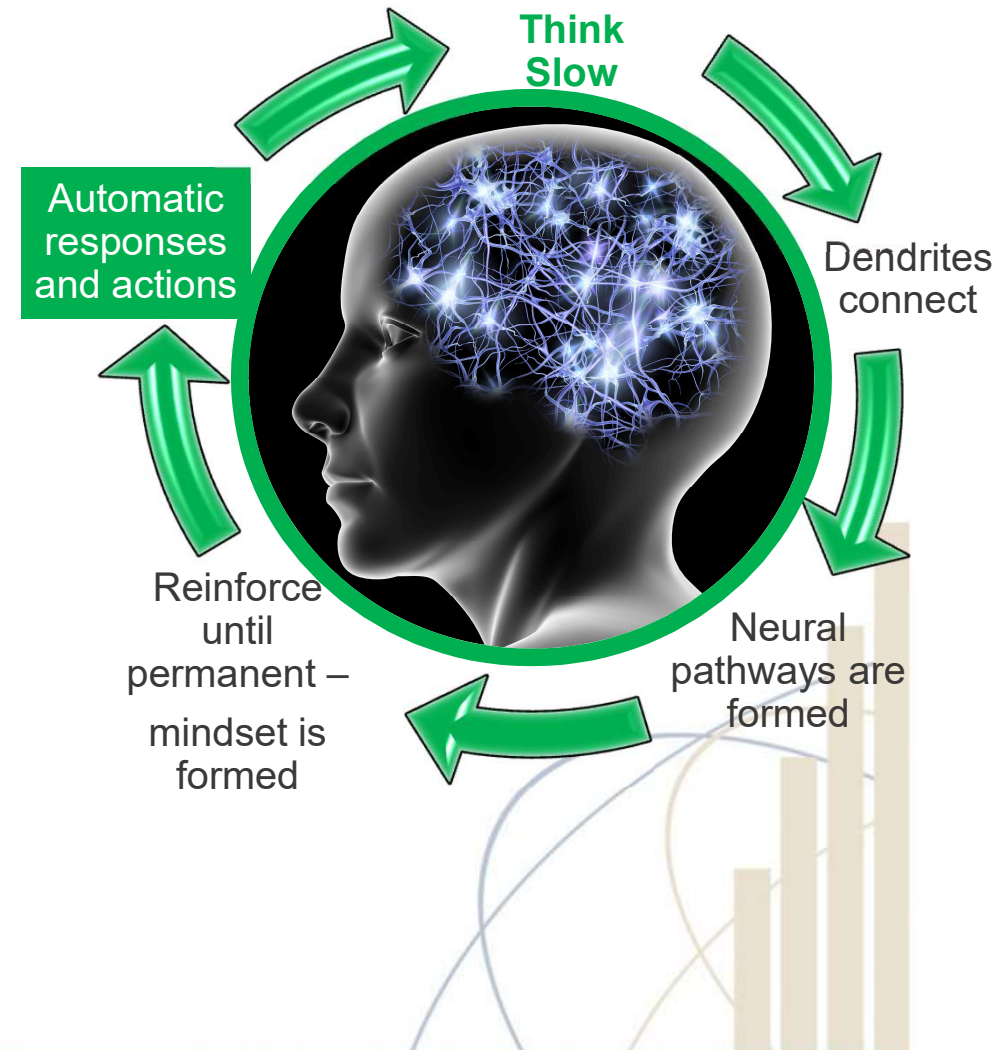 Think
Slow
Dendrites
connect
Neural
pathways are
formed
Reinforce
until
permanent –
mindset is
formed
Automatic
responses
and actions